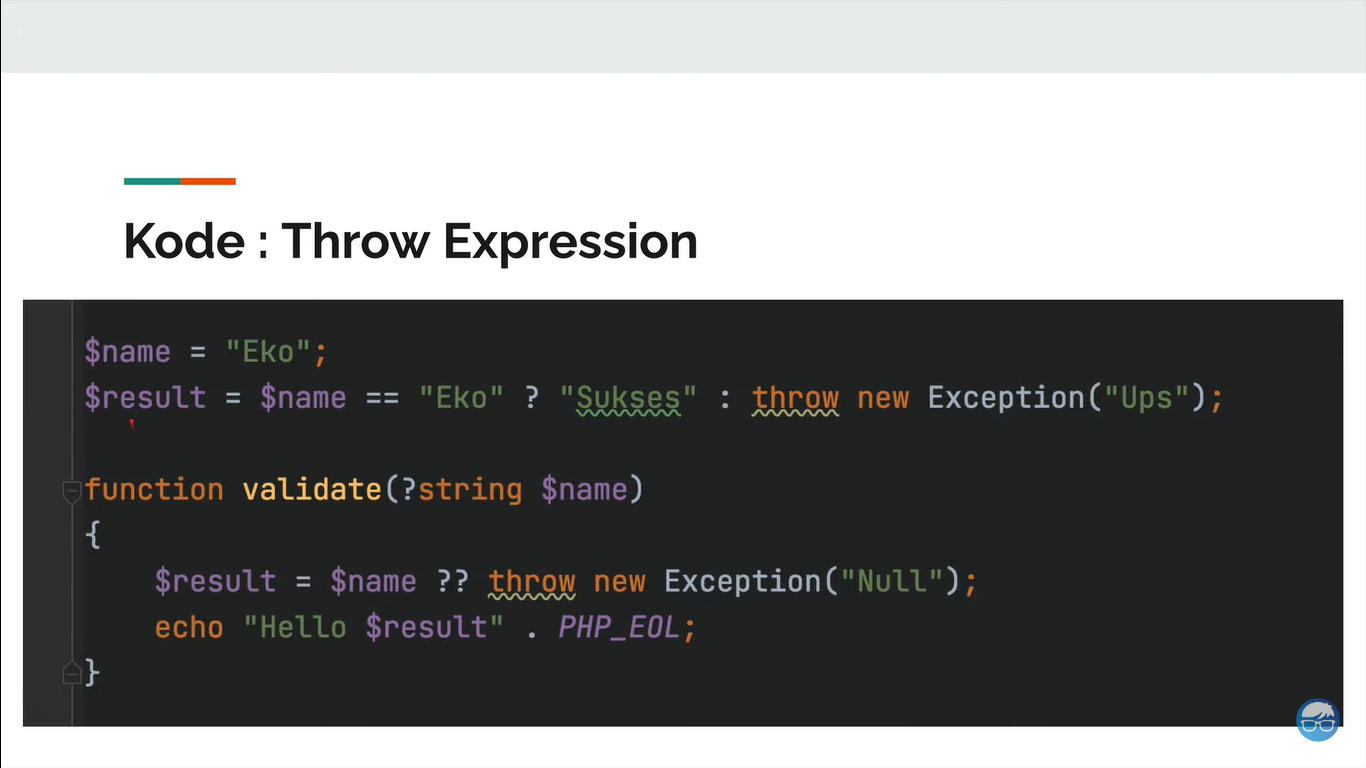 Kode : Throw Expression
$name = "Eko";
$result = $name == "Eko" ? "Sukses" : throw new Exception("Ups");
function validate(?string $name)
{
    $result = $name ?? throw new Exception("Null");
    echo "Hello $result" . PHP_EOL;
}